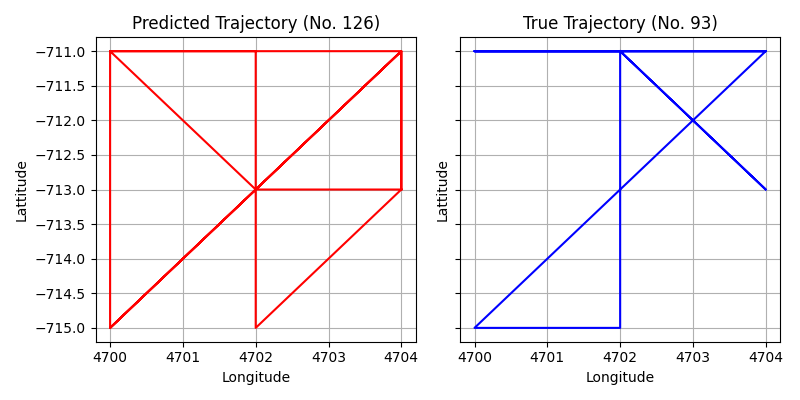 Predicted Trajectory (No. 126)
Lattitude
−711.0
−711.5
−712.0
−712.5
−713.0
−713.5
−714.0
−714.5
−715.0
4700 4701 4702 4703 4704
Longitude
True Trajectory (No. 93)
Lattitude
4700 4701 4702 4703 4704
Longitude